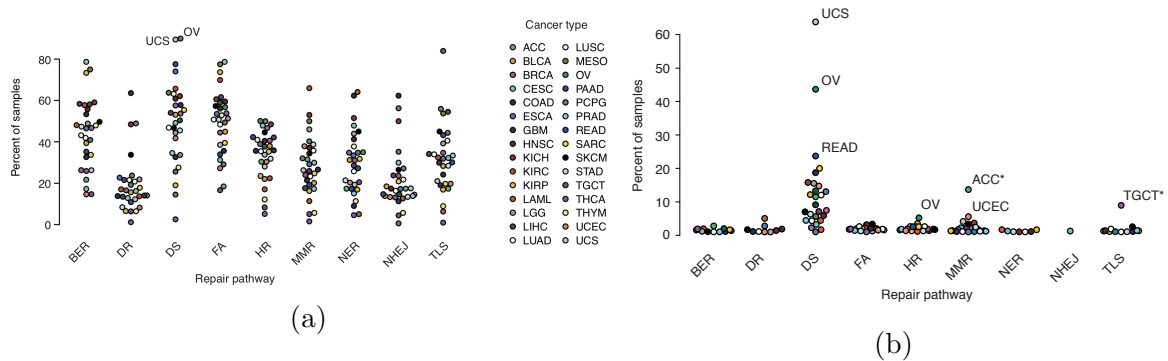 UCS
OV
Percent of samples
80
60
40
20
0
BER
DR
DS
FA
HR
MMR
NER
NHEJ
TLS
Repair pathway
(a)
Cancer type
ACC
BLCA
BRCA
CESC
COAD
ESCA
GBM
HNSC
KICH
KIRC
KIRP
LAML
LGG
LIHC
LUAD
LUSC
MESO
OV
PAAD
PCPG
PRAD
READ
SARC
SKCM
STAD
TGCT
THCA
THYM
UCEC
UCS
Percent of samples
60
50
40
30
20
10
0
UCS
OV
READ
ACC*
UCEC
OV
TGCT*
BER
DR
DS
FA
HR
MMR
NER
NHEJ
TLS
Repair pathway
(b)